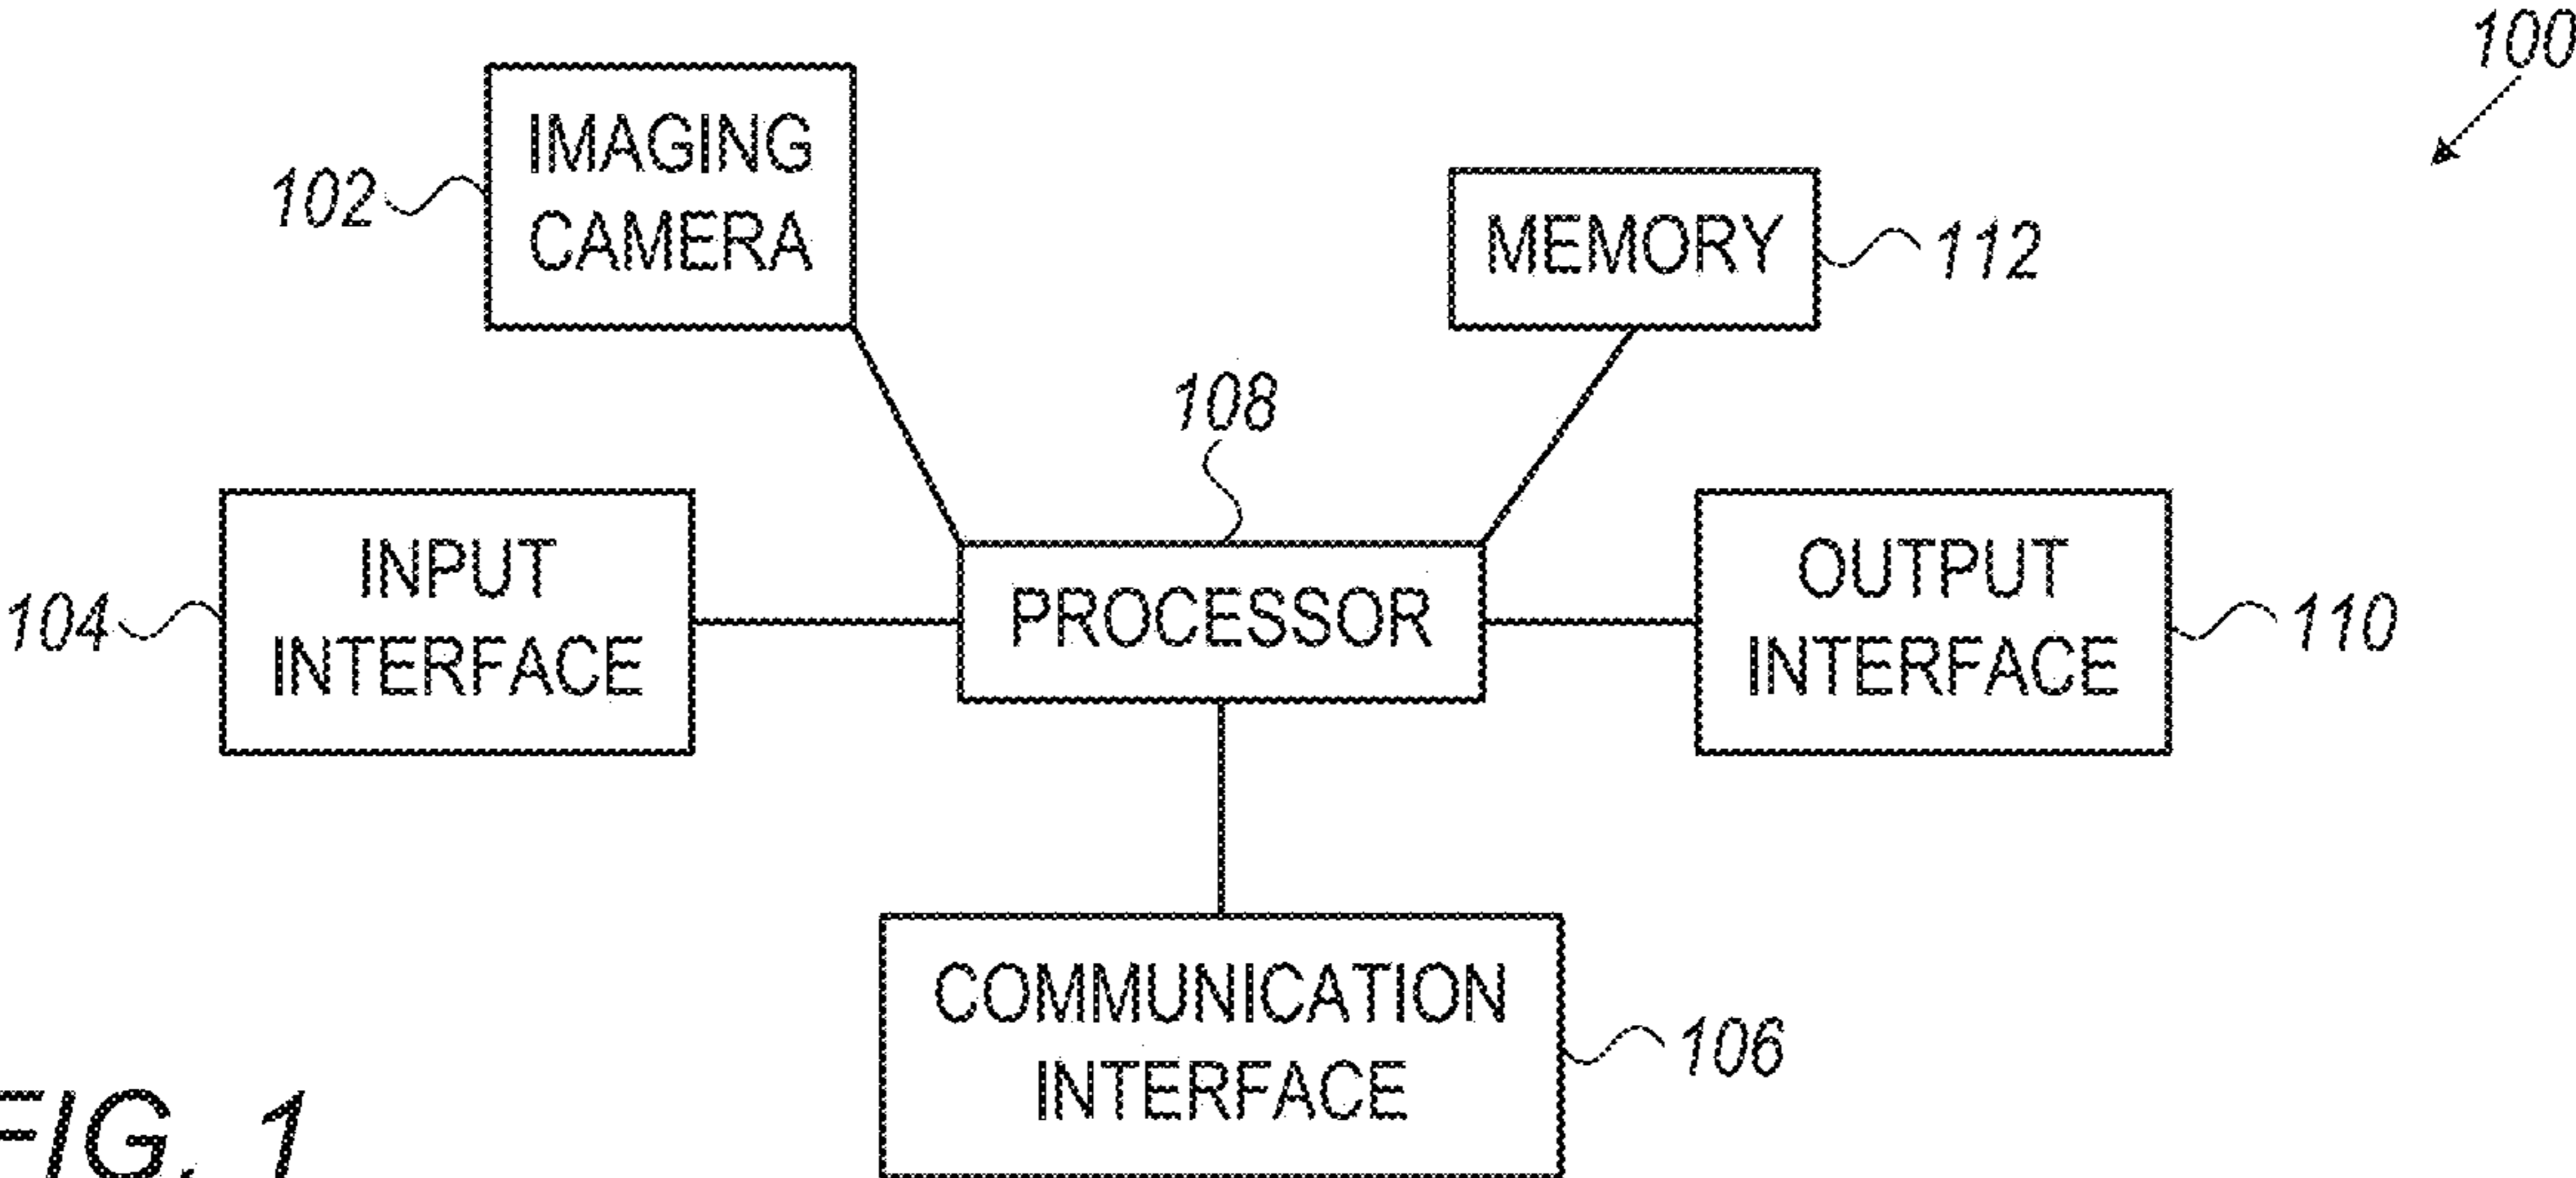 100
IMAGING
CAMERA
102
MEMORY
112
108
INPUT
INTERFACE
104
PROCESSOR
OUTPUT
INTERFACE
110
COMMUNICATION
INTERFACE
106
FIG. 1